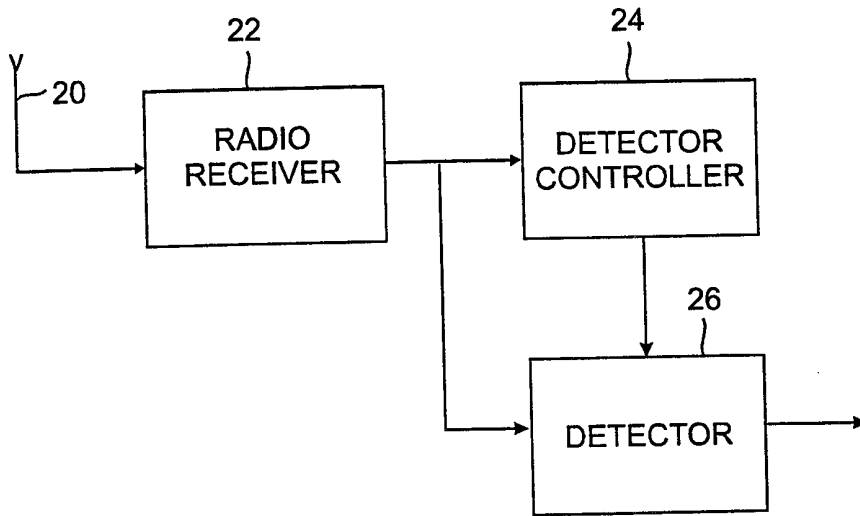 22
24
20
RADIO
RECEIVER
DETECTOR
CONTROLLER
26
DETECTOR